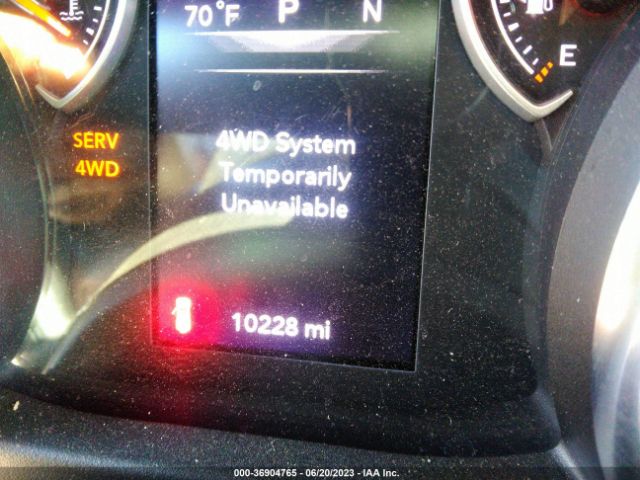 70°F P N
E
SERV
4WD
4WD System
Temporarily
Unavailable
10228 mi
000-36904765 - 06/20/2023 - IAA Inc.